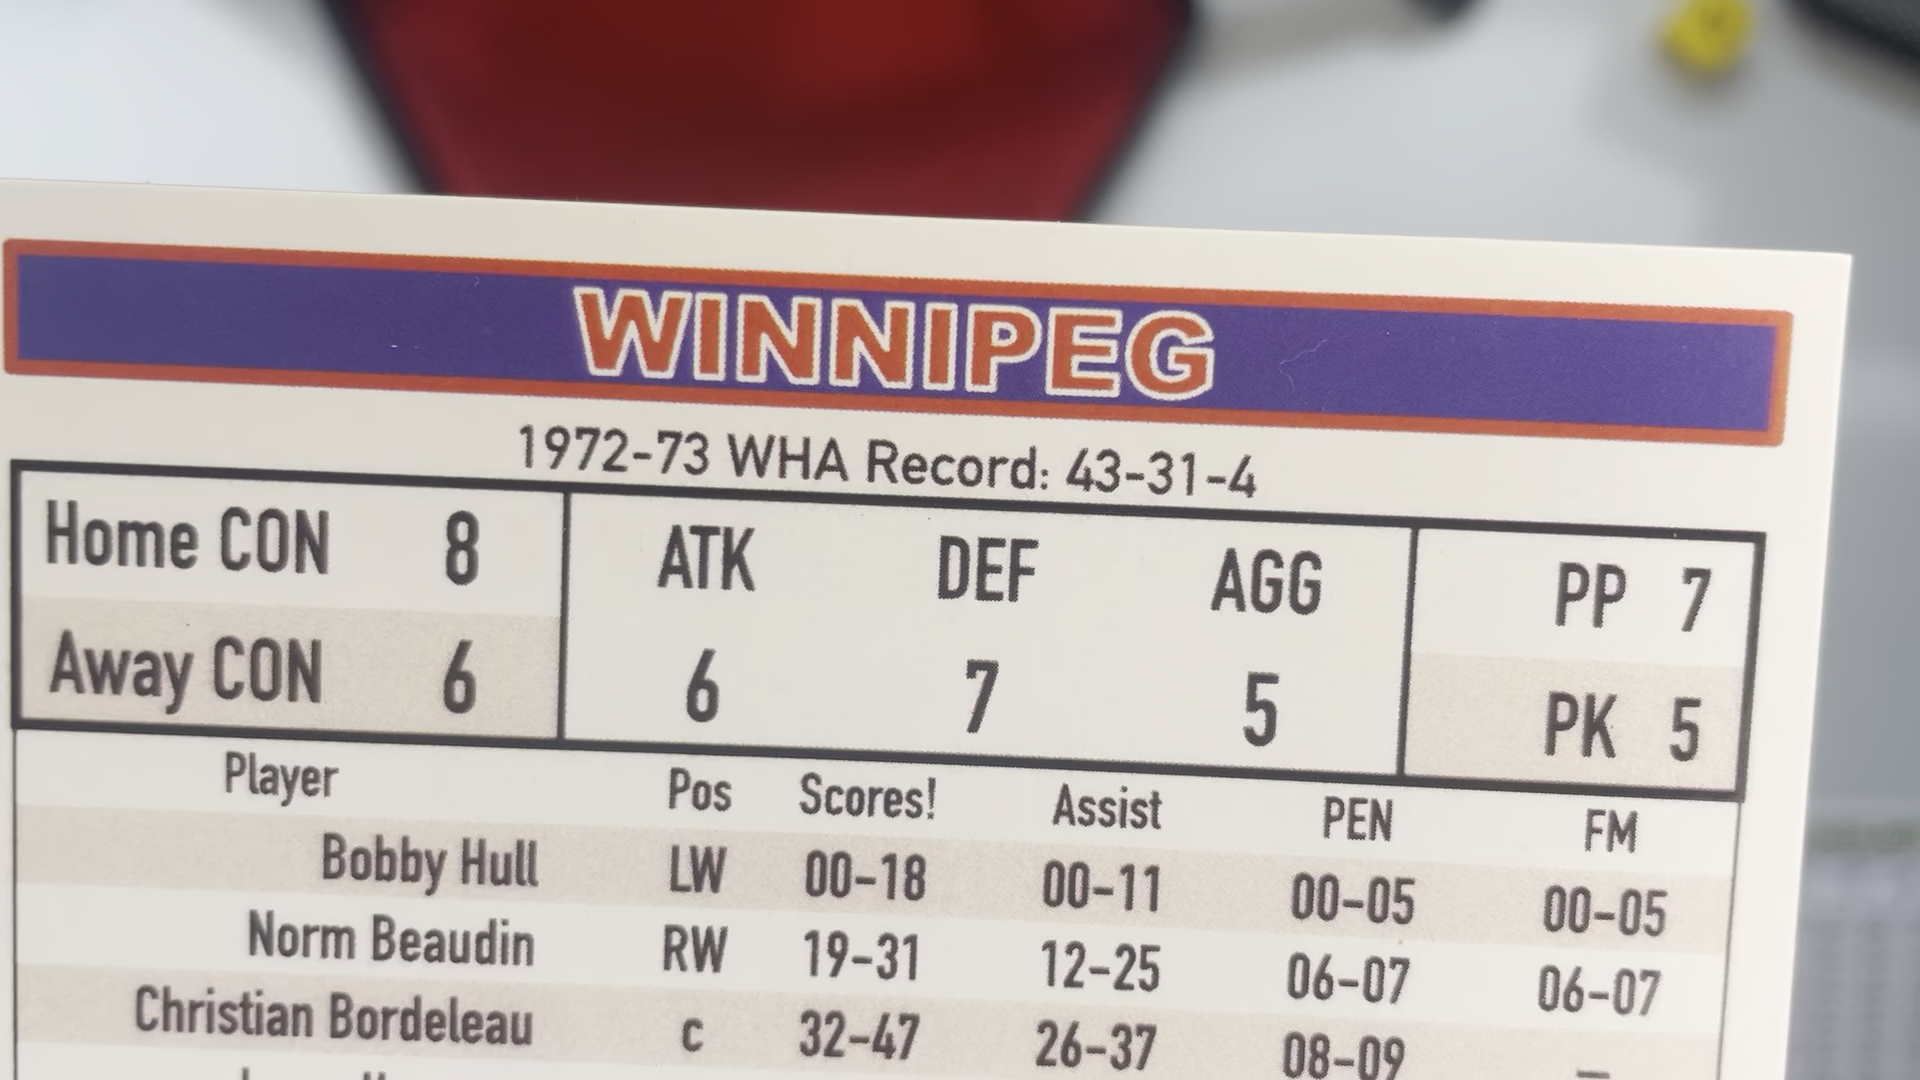 WINNIPEG
1972-73 WHA Record: 43-31-4
Home CON 8 ATK DEF AGG PP 7
Away CON 6 6 7 5 PK 5
Player Pos Scores! Assist PEN FM
Bobby Hull LW 00-18 00-11 00-05 00-05
Norm Beaudin RW 19-31 12-25 06-07 06-07
Christian Bordeleau C 32-47 26-37 08-09 –